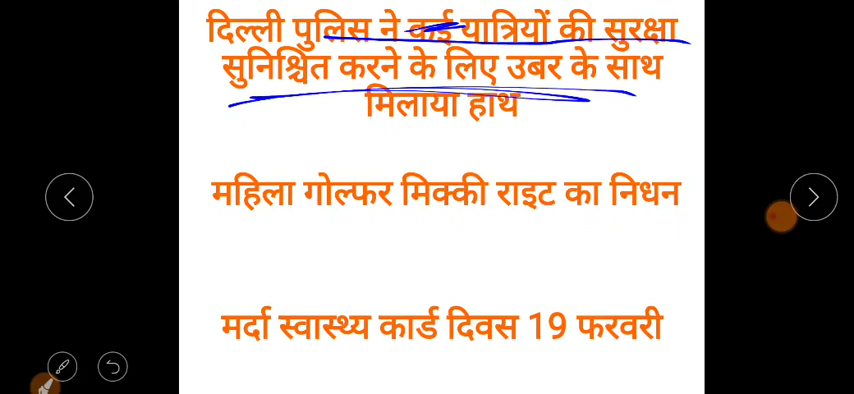 दिल्ली पुलिस ने कई यात्रियों की सुरक्षा
सुनिश्चित करने के लिए उबर के साथ
मिलाया हाथ
महिला गोल्फर मिक्की राइट का निधन
मर्दा स्वास्थ्य कार्ड दिवस 19 फरवरी